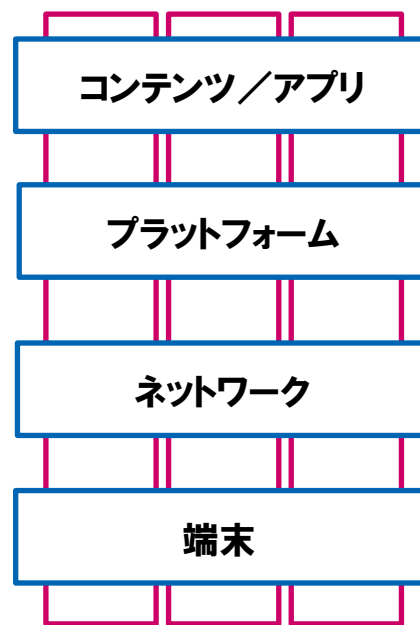 コンテンツ／アプリ
プラットフォーム
ネットワーク
端末